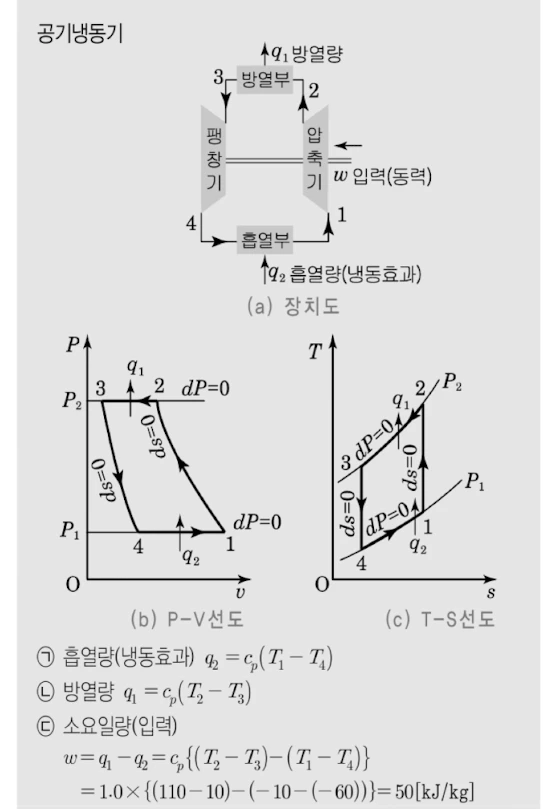 공기냉동기
q₁방열량
3 방열부 2
팽창기
압축기
w 입력(동력)
4 흡열부 1
q₂ 흡열량(냉동효과)
(a) 장치도
P
q₁
3 2 dP=0
P₂
ds=0
ds=0
P₁ dP=0
4 1
q₂
O v
(b) P-V선도
T
2 P₂
q₁
dP=0
3
ds=0
ds=0
P₁
dP=0
1
q₂
4
O s
(c) T-S선도
㉠ 흡열량(냉동효과) q₂ = cₚ(T₁ − T₄)
㉡ 방열량 q₁ = cₚ(T₂ − T₃)
㉢ 소요일량(입력)
w = q₁ − q₂ = cₚ{(T₂ − T₃)−(T₁ − T₄)}
= 1.0×{(110−10)−(−10−(−60))}= 50[kJ/kg]